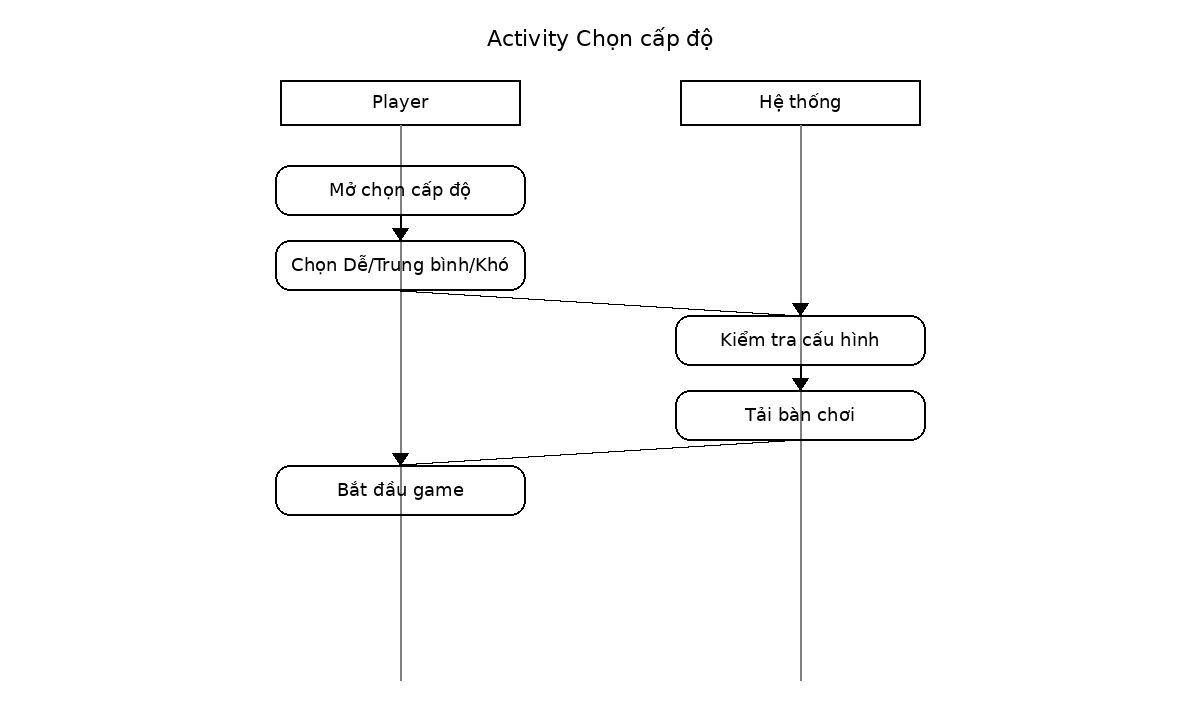 Activity Chọn cấp độ
Player
Hệ thống
Mở chọn cấp độ
Chọn Dễ/Trung bình/Khó
Kiểm tra cấu hình
Tải bàn chơi
Bắt đầu game